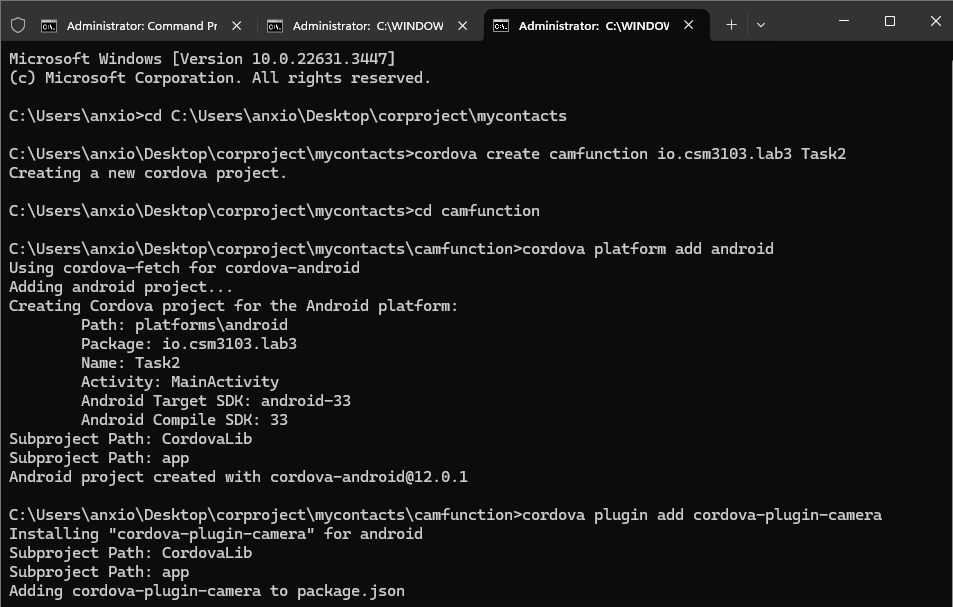 Administrator: Command Pr
Administrator: C:\WINDOW
Administrator: C:\WINDOW
Microsoft Windows [Version 10.0.22631.3447]
(c) Microsoft Corporation. All rights reserved.
C:\Users\anxio>cd C:\Users\anxio\Desktop\corproject\mycontacts
C:\Users\anxio\Desktop\corproject\mycontacts>cordova create camfunction io.csm3103.lab3 Task2
Creating a new cordova project.
C:\Users\anxio\Desktop\corproject\mycontacts>cd camfunction
C:\Users\anxio\Desktop\corproject\mycontacts\camfunction>cordova platform add android
Using cordova-fetch for cordova-android
Adding android project...
Creating Cordova project for the Android platform:
Path: platforms\android
Package: io.csm3103.lab3
Name: Task2
Activity: MainActivity
Android Target SDK: android-33
Android Compile SDK: 33
Subproject Path: CordovaLib
Subproject Path: app
Android project created with cordova-android@12.0.1
C:\Users\anxio\Desktop\corproject\mycontacts\camfunction>cordova plugin add cordova-plugin-camera
Installing "cordova-plugin-camera" for android
Subproject Path: CordovaLib
Subproject Path: app
Adding cordova-plugin-camera to package.json